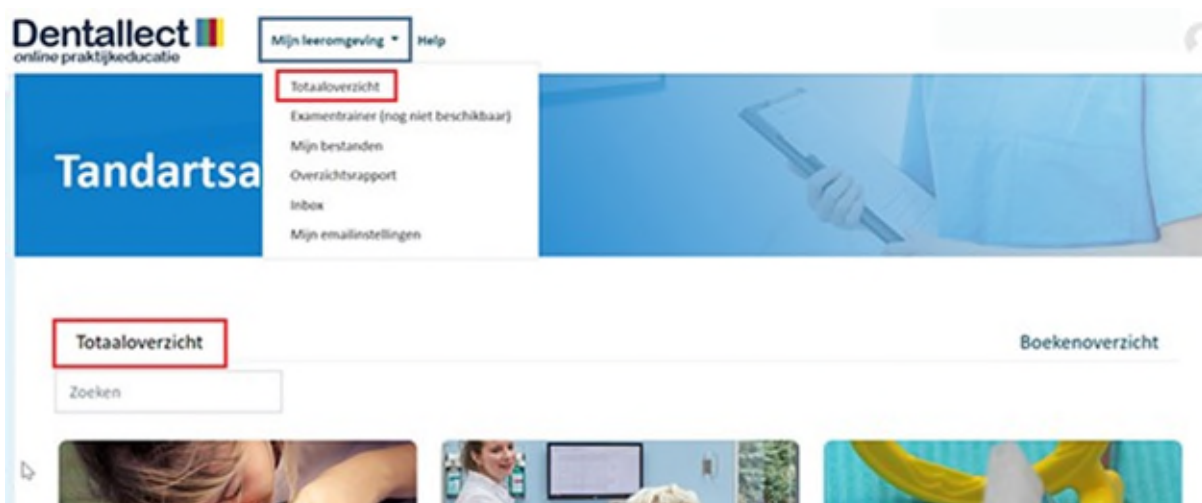 Dentallect
online praktijkeducatie
Mijn leeromgeving Help
Totaaloverzicht
Examentrainer (nog niet beschikbaar)
Mijn bestanden
Overzichtsrapport
Inbox
Mijn emailinstellingen
Tandartsa
Totaaloverzicht Boekenoverzicht
Zoeken